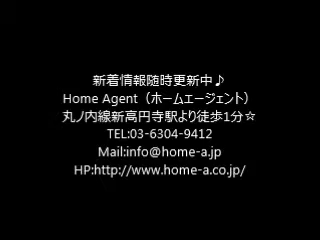 新着情報随時更新中♪
Home Agent（ホームエージェント）
丸ノ内線新高円寺駅より徒歩1分☆
TEL:03-6304-9412
Mail:info@home-a.jp
HP:http://www.home-a.co.jp/